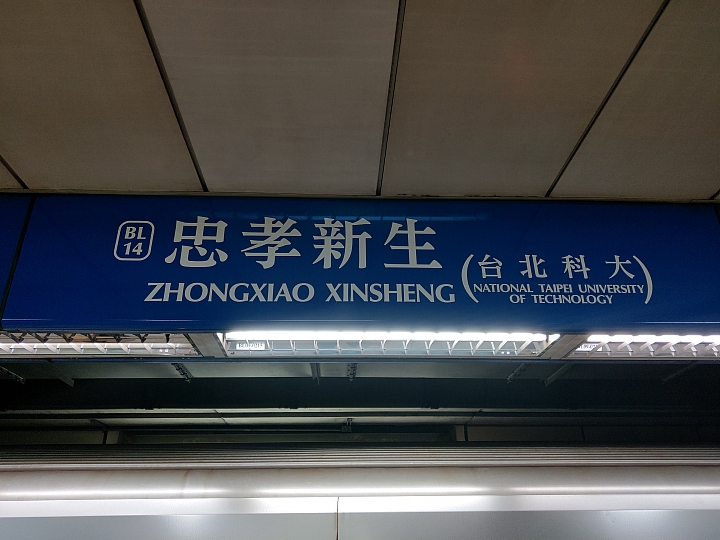 BL
14
忠孝新生
ZHONGXIAO XINSHENG
(台北科大
NATIONAL TAIPEI UNIVERSITY
OF TECHNOLOGY)